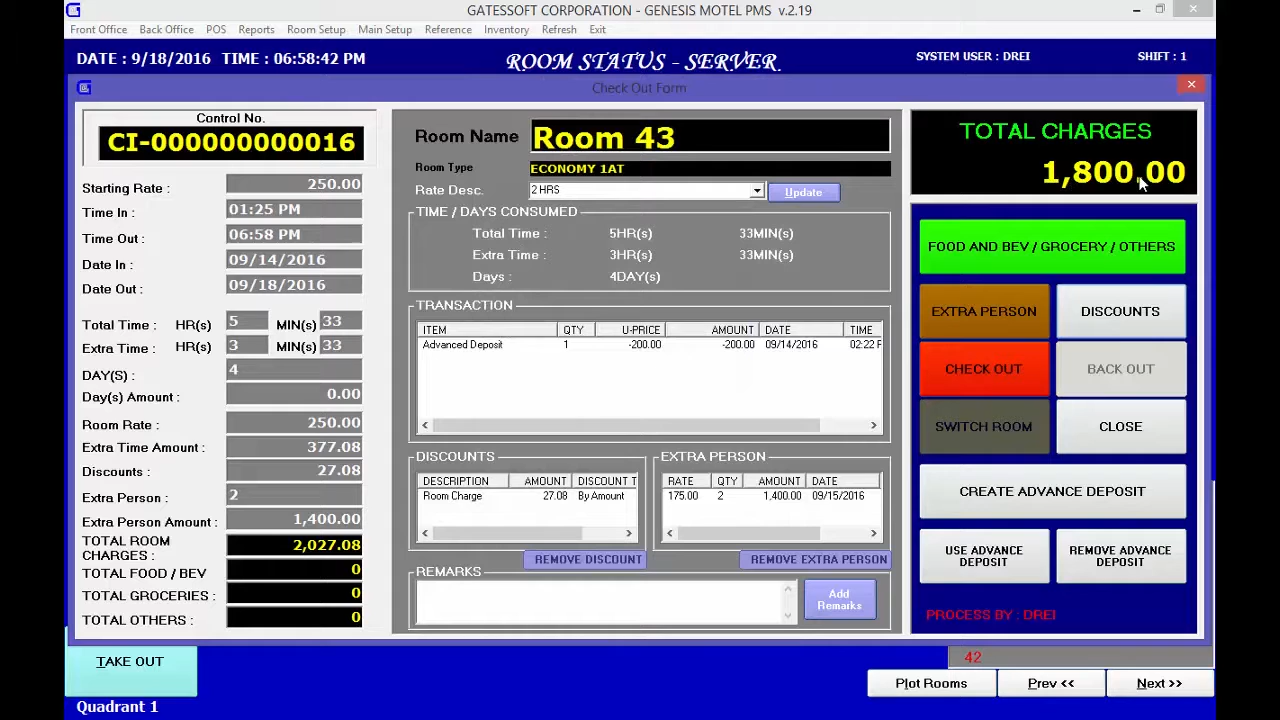 GATESSOFT CORPORATION - GENESIS MOTEL PMS v.2.19
Front Office Back Office POS Reports Room Setup Main Setup Reference Inventory Refresh Exit
DATE : 9/18/2016 TIME : 06:58:42 PM
ROOM STATUS - SERVER
SYSTEM USER : DREI
SHIFT : 1
Check Out Form
Control No.
CI-000000000016
Starting Rate : 250.00
Time In : 01:25 PM
Time Out : 06:58 PM
Date In : 09/14/2016
Date Out : 09/18/2016
Total Time : HR(s) 5 MIN(s) 33
Extra Time : HR(s) 3 MIN(s) 33
DAY(S) : 4
Day(s) Amount : 0.00
Room Rate : 250.00
Extra Time Amount : 377.08
Discounts : 27.08
Extra Person : 2
Extra Person Amount : 1,400.00
TOTAL ROOM CHARGES : 2,027.08
TOTAL FOOD / BEV 0
TOTAL GROCERIES : 0
TOTAL OTHERS : 0
Room Name Room 43
Room Type ECONOMY 1AT
Rate Desc. 2 HRS Update
TIME / DAYS CONSUMED
Total Time : 5HR(s) 33MIN(s)
Extra Time : 3HR(s) 33MIN(s)
Days : 4DAY(s)
TRANSACTION
ITEM QTY U-PRICE AMOUNT DATE TIME
Advanced Deposit 1 -200.00 -200.00 09/14/2016 02:22 P
DISCOUNTS
DESCRIPTION AMOUNT DISCOUNT T
Room Charge 27.08 By Amount
REMOVE DISCOUNT
EXTRA PERSON
RATE QTY AMOUNT DATE
175.00 2 1,400.00 09/15/2016
REMOVE EXTRA PERSON
REMARKS
Add
Remarks
TOTAL CHARGES
1,800.00
FOOD AND BEV / GROCERY / OTHERS
EXTRA PERSON DISCOUNTS
CHECK OUT BACK OUT
SWITCH ROOM CLOSE
CREATE ADVANCE DEPOSIT
USE ADVANCE DEPOSIT
REMOVE ADVANCE DEPOSIT
PROCESS BY : DREI
TAKE OUT
42
Plot Rooms Prev << Next >>
Quadrant 1